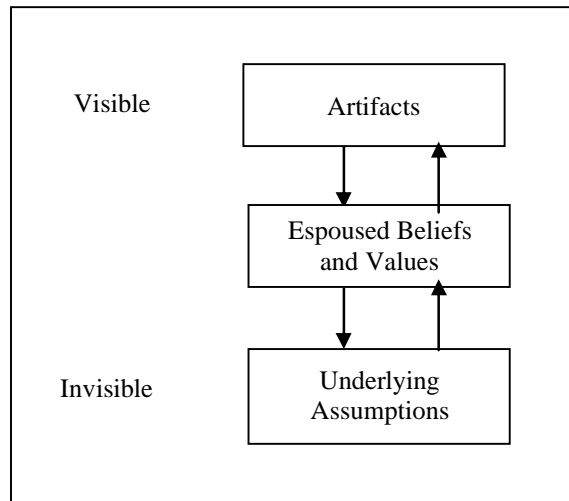 Visible
Artifacts
Espoused Beliefs
and Values
Invisible
Underlying
Assumptions